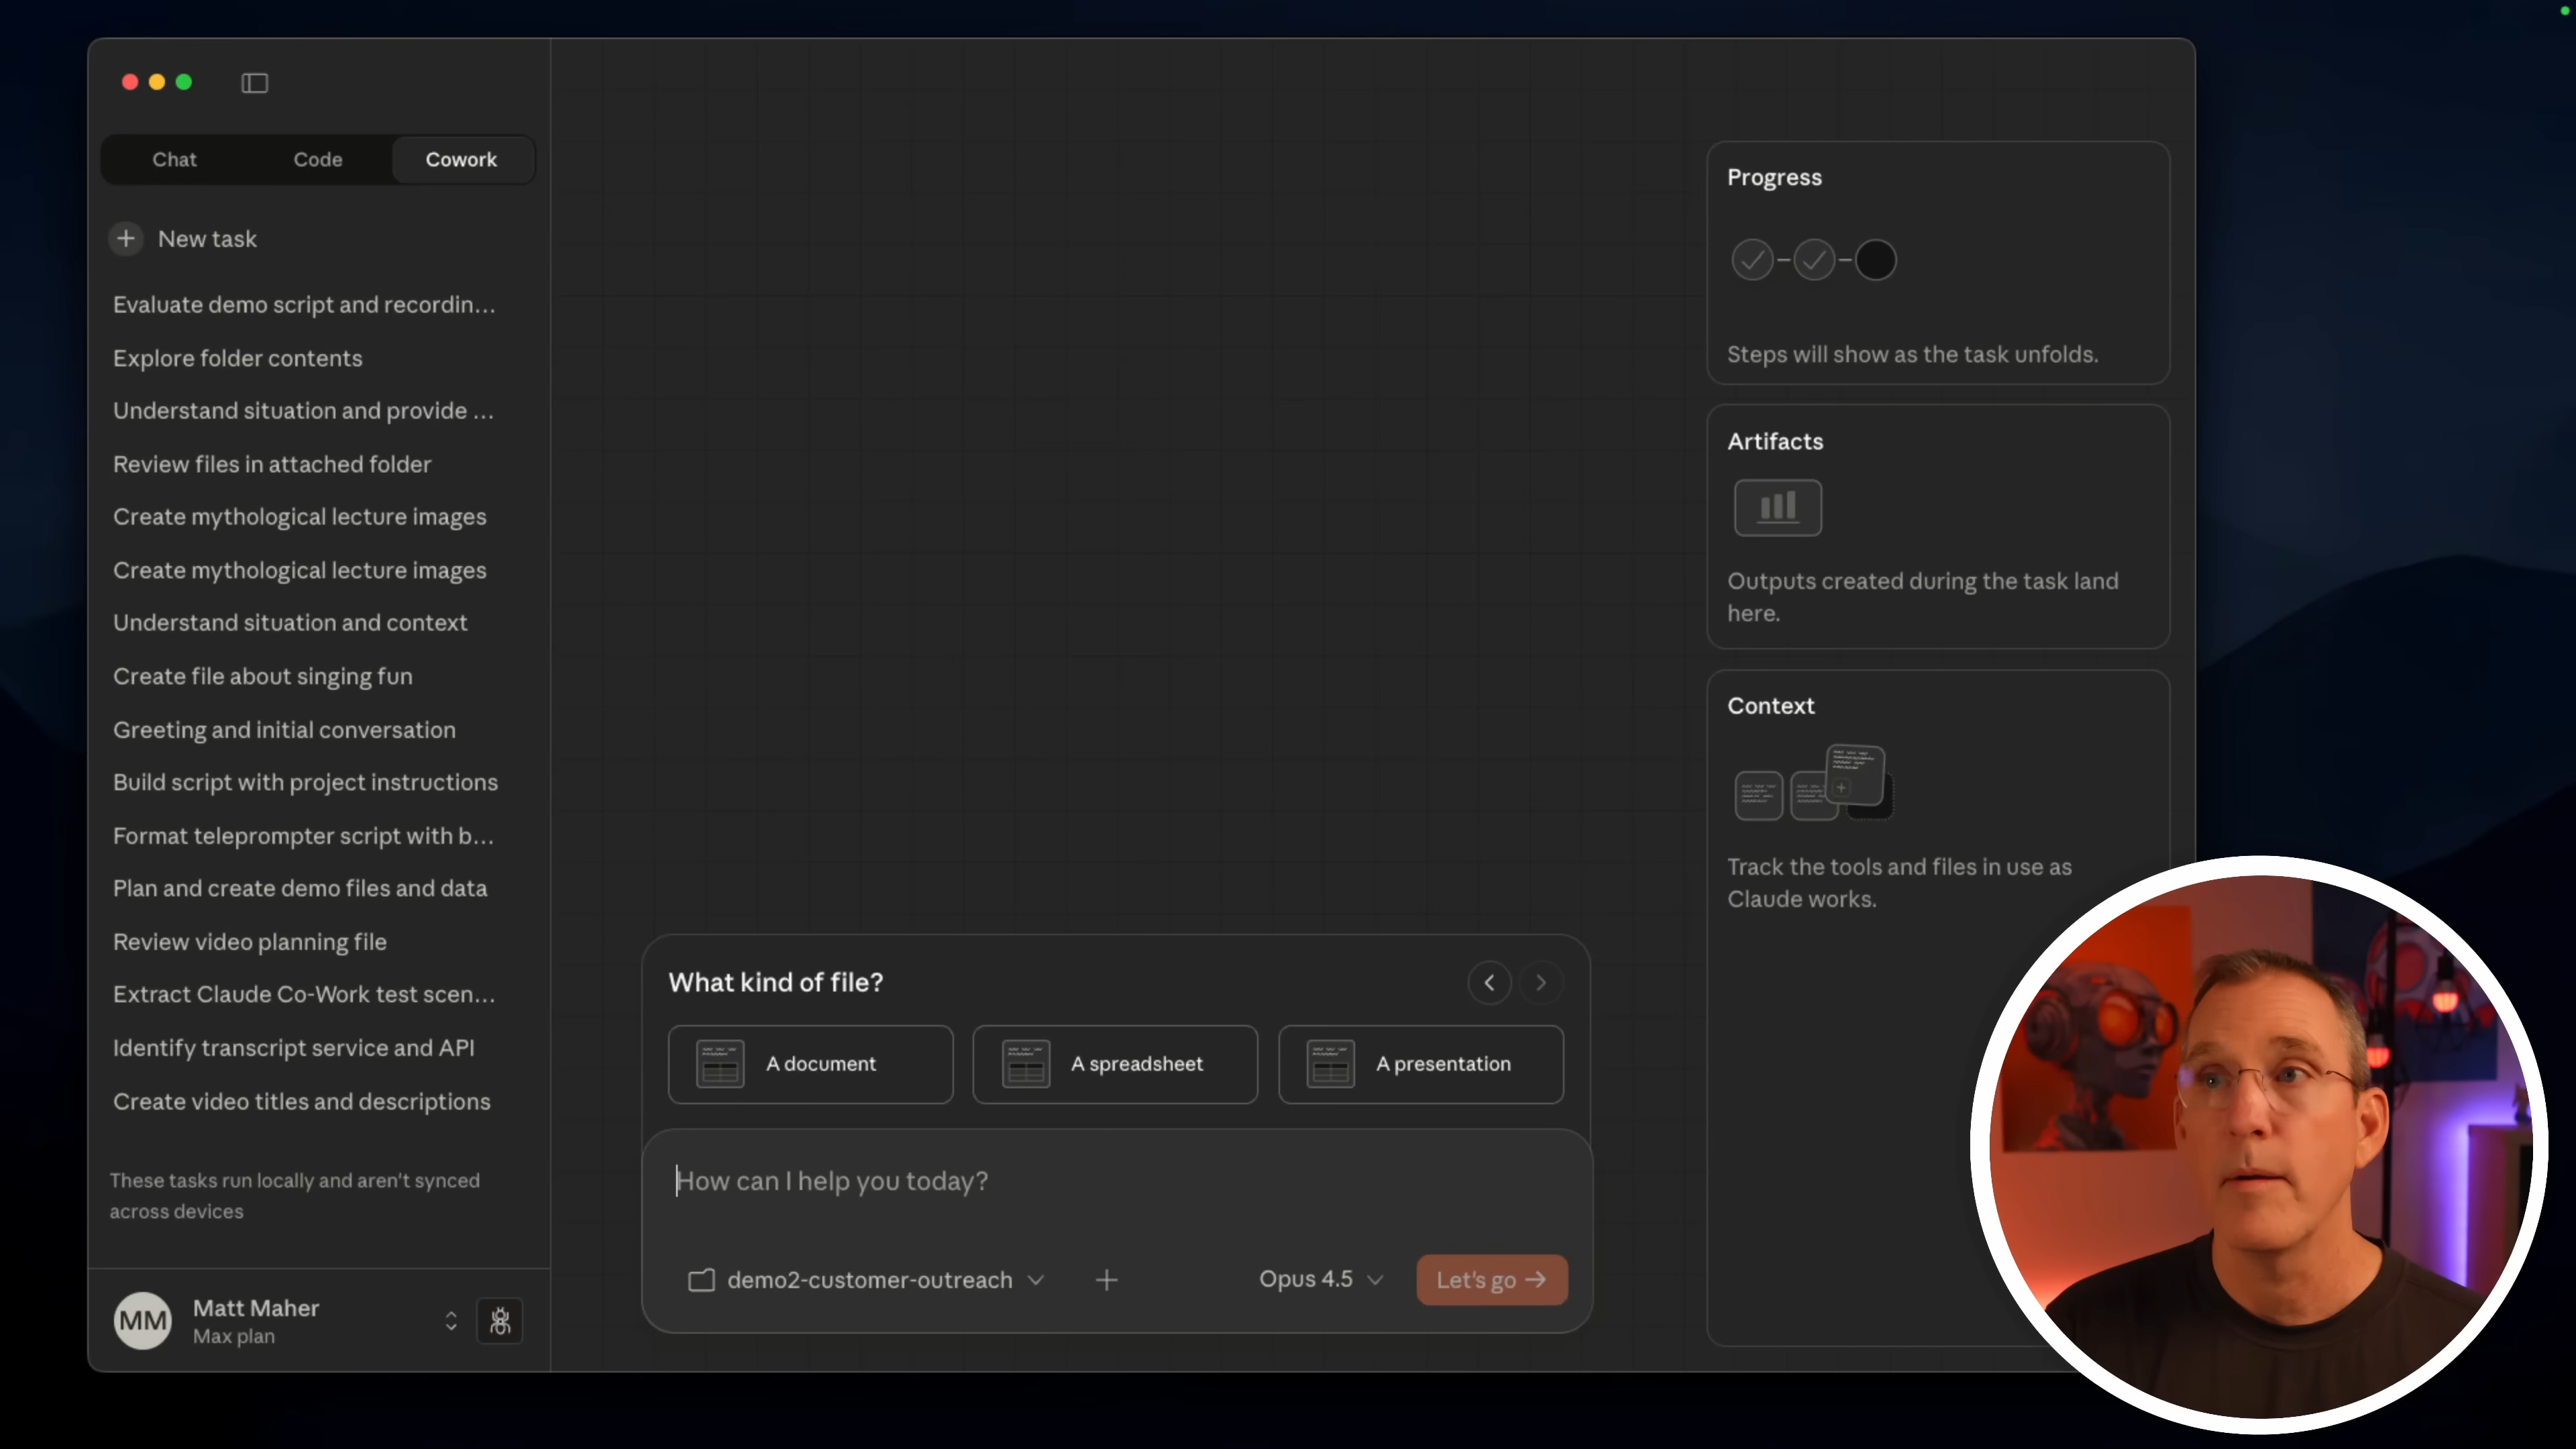 Chat
Code
Cowork
New task
Evaluate demo script and recordin...
Explore folder contents
Understand situation and provide ...
Review files in attached folder
Create mythological lecture images
Create mythological lecture images
Understand situation and context
Create file about singing fun
Greeting and initial conversation
Build script with project instructions
Format teleprompter script with b...
Plan and create demo files and data
Review video planning file
Extract Claude Co-Work test scen...
Identify transcript service and API
Create video titles and descriptions
These tasks run locally and aren't synced
across devices
MM
Matt Maher
Max plan
What kind of file?
A document
A spreadsheet
A presentation
How can I help you today?
demo2-customer-outreach
Opus 4.5
Let's go →
Progress
Steps will show as the task unfolds.
Artifacts
Outputs created during the task land
here.
Context
Track the tools and files in use as
Claude works.